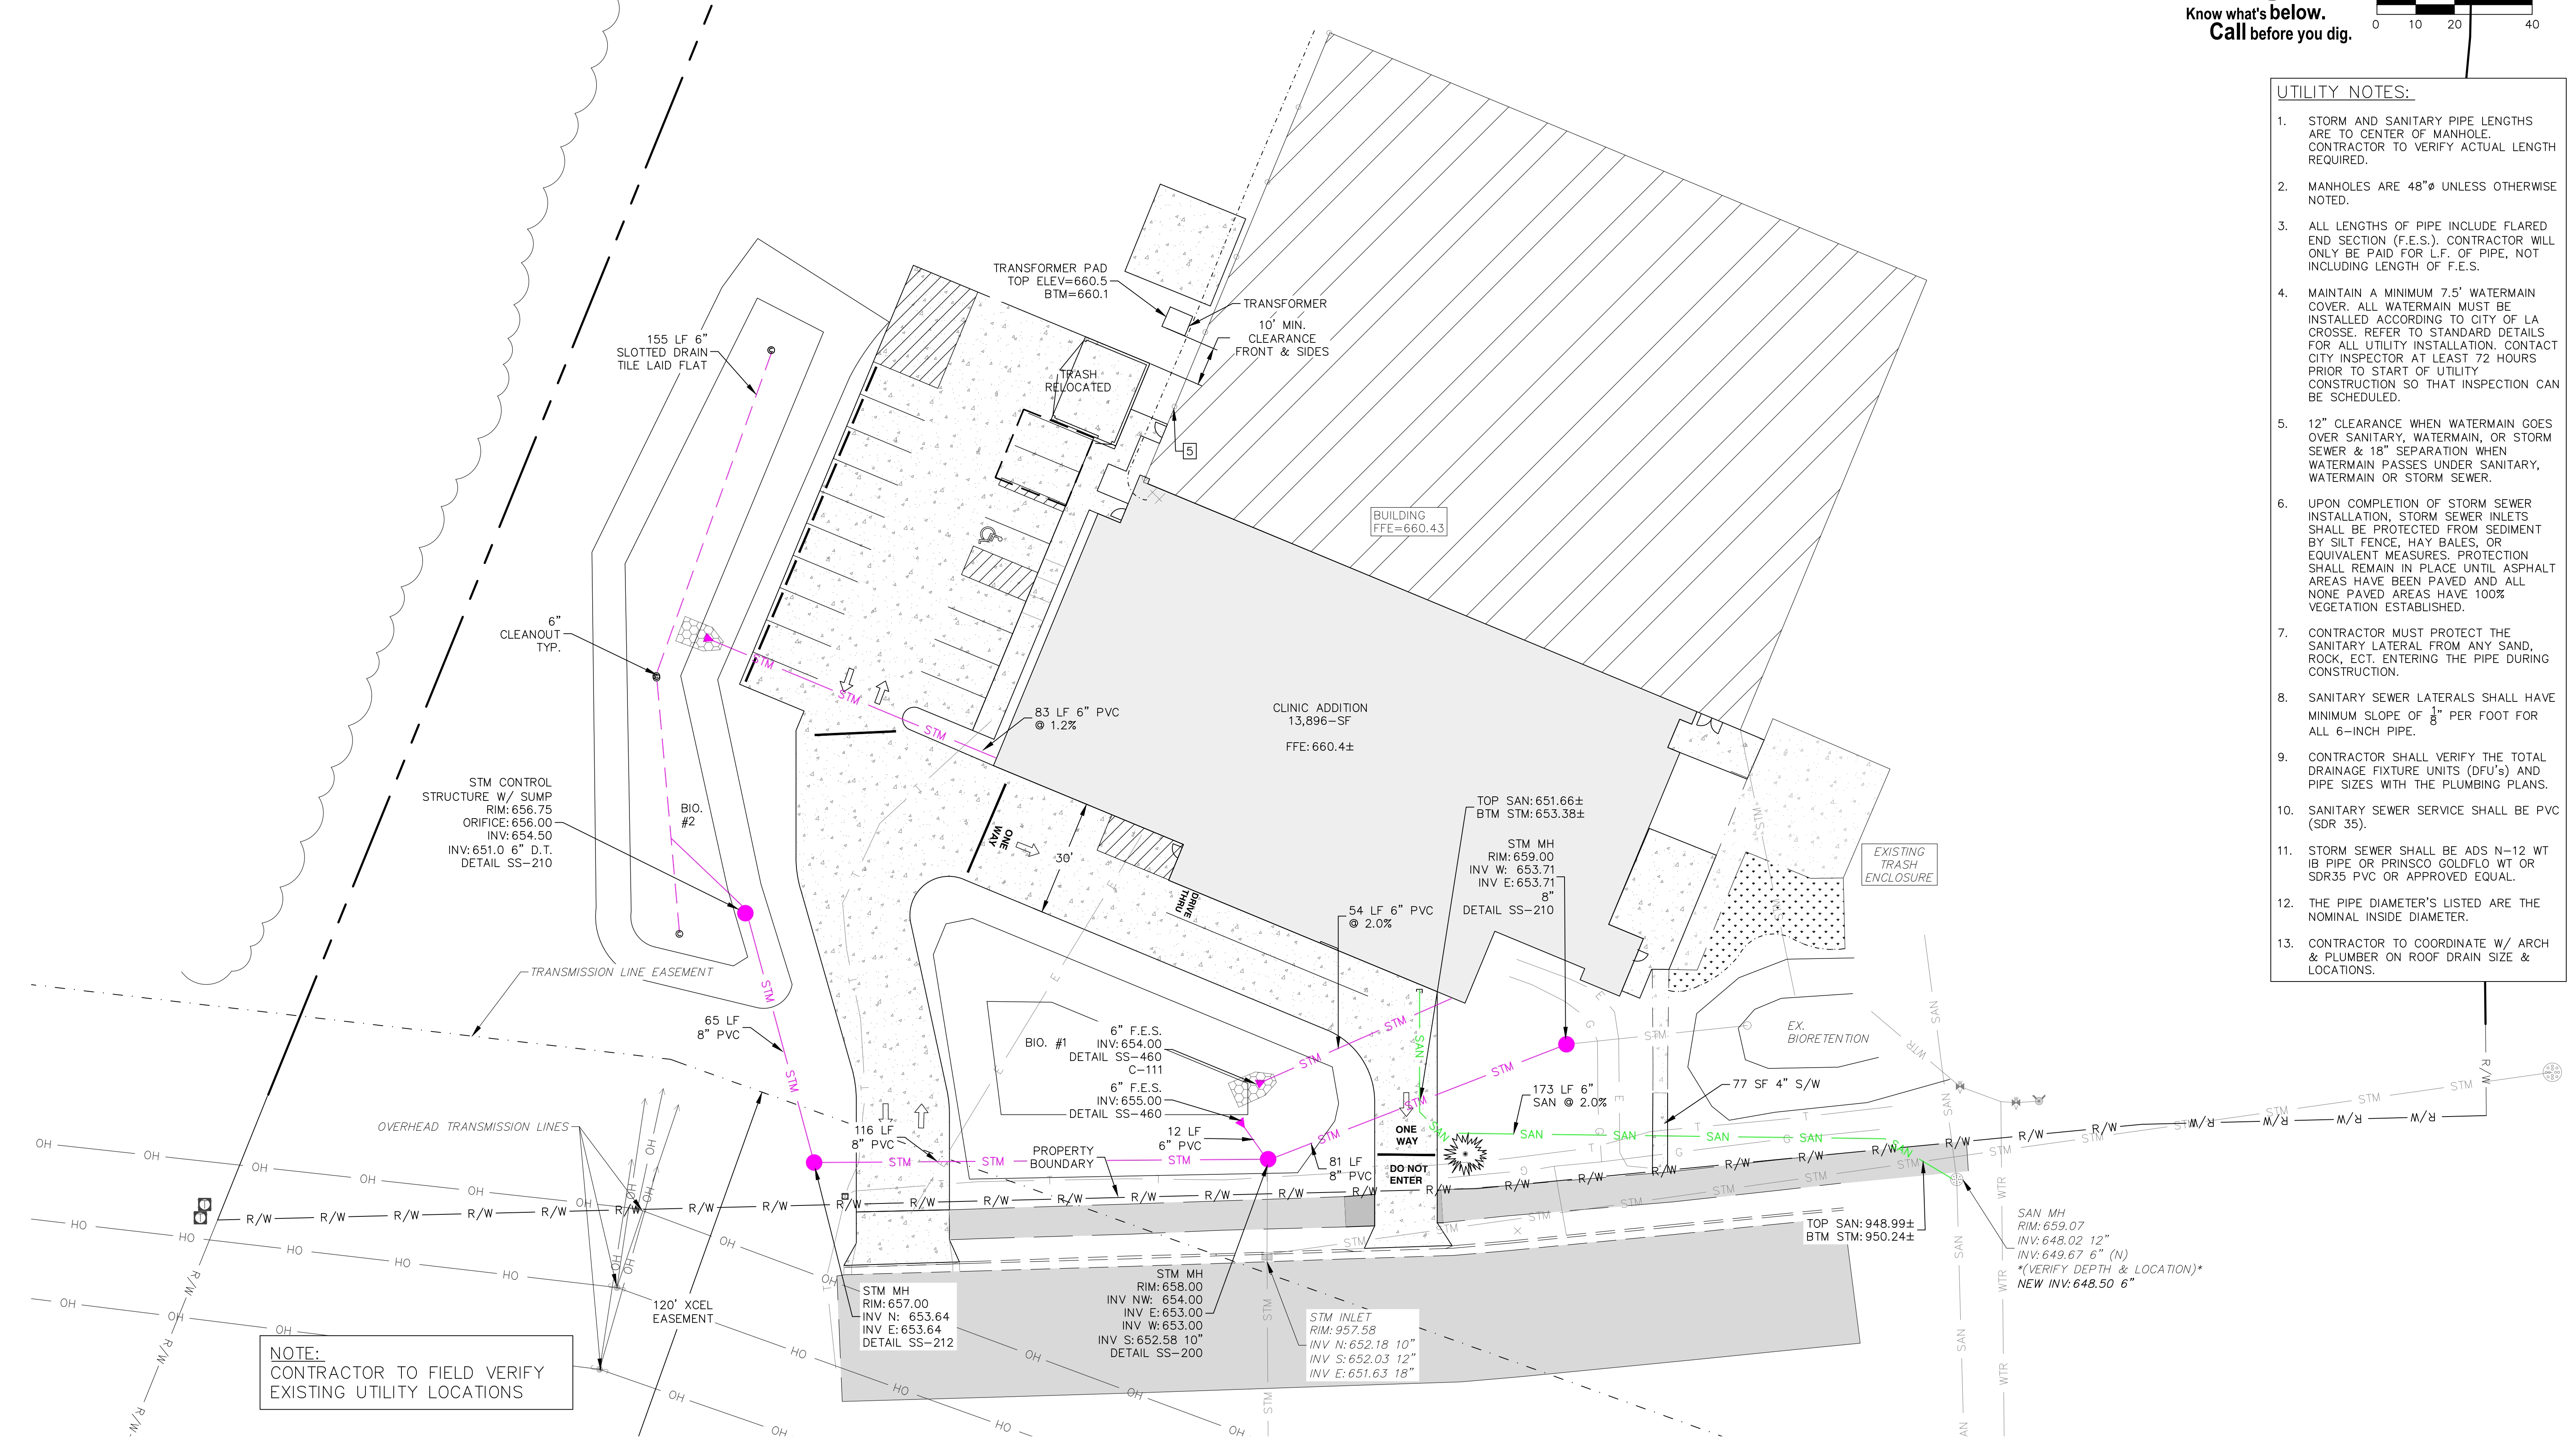 Know what's below.
Call before you dig.
0 10 20 40
UTILITY NOTES:
1. STORM AND SANITARY PIPE LENGTHS
ARE TO CENTER OF MANHOLE.
CONTRACTOR TO VERIFY ACTUAL LENGTH
REQUIRED.
2. MANHOLES ARE 48"ø UNLESS OTHERWISE
NOTED.
3. ALL LENGTHS OF PIPE INCLUDE FLARED
END SECTION (F.E.S.). CONTRACTOR WILL
ONLY BE PAID FOR L.F. OF PIPE, NOT
INCLUDING LENGTH OF F.E.S.
4. MAINTAIN A MINIMUM 7.5' WATERMAIN
COVER. ALL WATERMAIN MUST BE
INSTALLED ACCORDING TO CITY OF LA
CROSSE. REFER TO STANDARD DETAILS
FOR ALL UTILITY INSTALLATION. CONTACT
CITY INSPECTOR AT LEAST 72 HOURS
PRIOR TO START OF UTILITY
CONSTRUCTION SO THAT INSPECTION CAN
BE SCHEDULED.
5. 12" CLEARANCE WHEN WATERMAIN GOES
OVER SANITARY, WATERMAIN, OR STORM
SEWER & 18" SEPARATION WHEN
WATERMAIN PASSES UNDER SANITARY,
WATERMAIN OR STORM SEWER.
6. UPON COMPLETION OF STORM SEWER
INSTALLATION, STORM SEWER INLETS
SHALL BE PROTECTED FROM SEDIMENT
BY SILT FENCE, HAY BALES, OR
EQUIVALENT MEASURES. PROTECTION
SHALL REMAIN IN PLACE UNTIL ASPHALT
AREAS HAVE BEEN PAVED AND ALL
NONE PAVED AREAS HAVE 100%
VEGETATION ESTABLISHED.
7. CONTRACTOR MUST PROTECT THE
SANITARY LATERAL FROM ANY SAND,
ROCK, ECT. ENTERING THE PIPE DURING
CONSTRUCTION.
8. SANITARY SEWER LATERALS SHALL HAVE
MINIMUM SLOPE OF 1/8" PER FOOT FOR
ALL 6-INCH PIPE.
9. CONTRACTOR SHALL VERIFY THE TOTAL
DRAINAGE FIXTURE UNITS (DFU's) AND
PIPE SIZES WITH THE PLUMBING PLANS.
10. SANITARY SEWER SERVICE SHALL BE PVC
(SDR 35).
11. STORM SEWER SHALL BE ADS N-12 WT
IB PIPE OR PRINSCO GOLDFLO WT OR
SDR35 PVC OR APPROVED EQUAL.
12. THE PIPE DIAMETER'S LISTED ARE THE
NOMINAL INSIDE DIAMETER.
13. CONTRACTOR TO COORDINATE W/ ARCH
& PLUMBER ON ROOF DRAIN SIZE &
LOCATIONS.
TRANSFORMER PAD
TOP ELEV=660.5
BTM=660.1
TRANSFORMER
10' MIN.
CLEARANCE
FRONT & SIDES
155 LF 6"
SLOTTED DRAIN
TILE LAID FLAT
TRASH
RELOCATED
5
BUILDING
FFE=660.43
6"
CLEANOUT
TYP.
STM
STM
STM
83 LF 6" PVC
@ 1.2%
CLINIC ADDITION
13,896-SF
FFE: 660.4±
STM CONTROL
STRUCTURE W/ SUMP
RIM: 656.75
ORIFICE: 656.00
INV: 654.50
INV: 651.0 6" D.T.
DETAIL SS-210
BIO.
#2
ONE
WAY
30'
DRIVE
THRU
TOP SAN: 651.66±
BTM STM: 653.38±
STM MH
RIM: 659.00
INV W: 653.71
INV E: 653.71
8"
DETAIL SS-210
54 LF 6" PVC
@ 2.0%
EXISTING
TRASH
ENCLOSURE
TRANSMISSION LINE EASEMENT
65 LF
8" PVC
STM
STM
BIO. #1
6" F.E.S.
INV: 654.00
DETAIL SS-460
C-111
6" F.E.S.
INV: 655.00
DETAIL SS-460
EX.
BIORETENTION
173 LF 6"
SAN @ 2.0%
77 SF 4" S/W
OVERHEAD TRANSMISSION LINES
116 LF
8" PVC
PROPERTY
BOUNDARY
12 LF
6" PVC
81 LF
8" PVC
ONE
WAY
DO NOT
ENTER
STM STM STM
SAN SAN SAN SAN
R/W R/W R/W R/W R/W R/W R/W R/W R/W R/W R/W R/W R/W R/W R/W R/W
TOP SAN: 948.99±
BTM STM: 950.24±
SAN MH
RIM: 659.07
INV: 648.02 12"
INV: 649.67 6" (N)
*(VERIFY DEPTH & LOCATION)*
NEW INV: 648.50 6"
120' XCEL
EASEMENT
STM MH
RIM: 657.00
INV N: 653.64
INV E: 653.64
DETAIL SS-212
STM MH
RIM: 658.00
INV NW: 654.00
INV E: 653.00
INV W: 653.00
INV S: 652.58 10"
DETAIL SS-200
STM INLET
RIM: 957.58
INV N: 652.18 10"
INV S: 652.03 12"
INV E: 651.63 18"
NOTE:
CONTRACTOR TO FIELD VERIFY
EXISTING UTILITY LOCATIONS